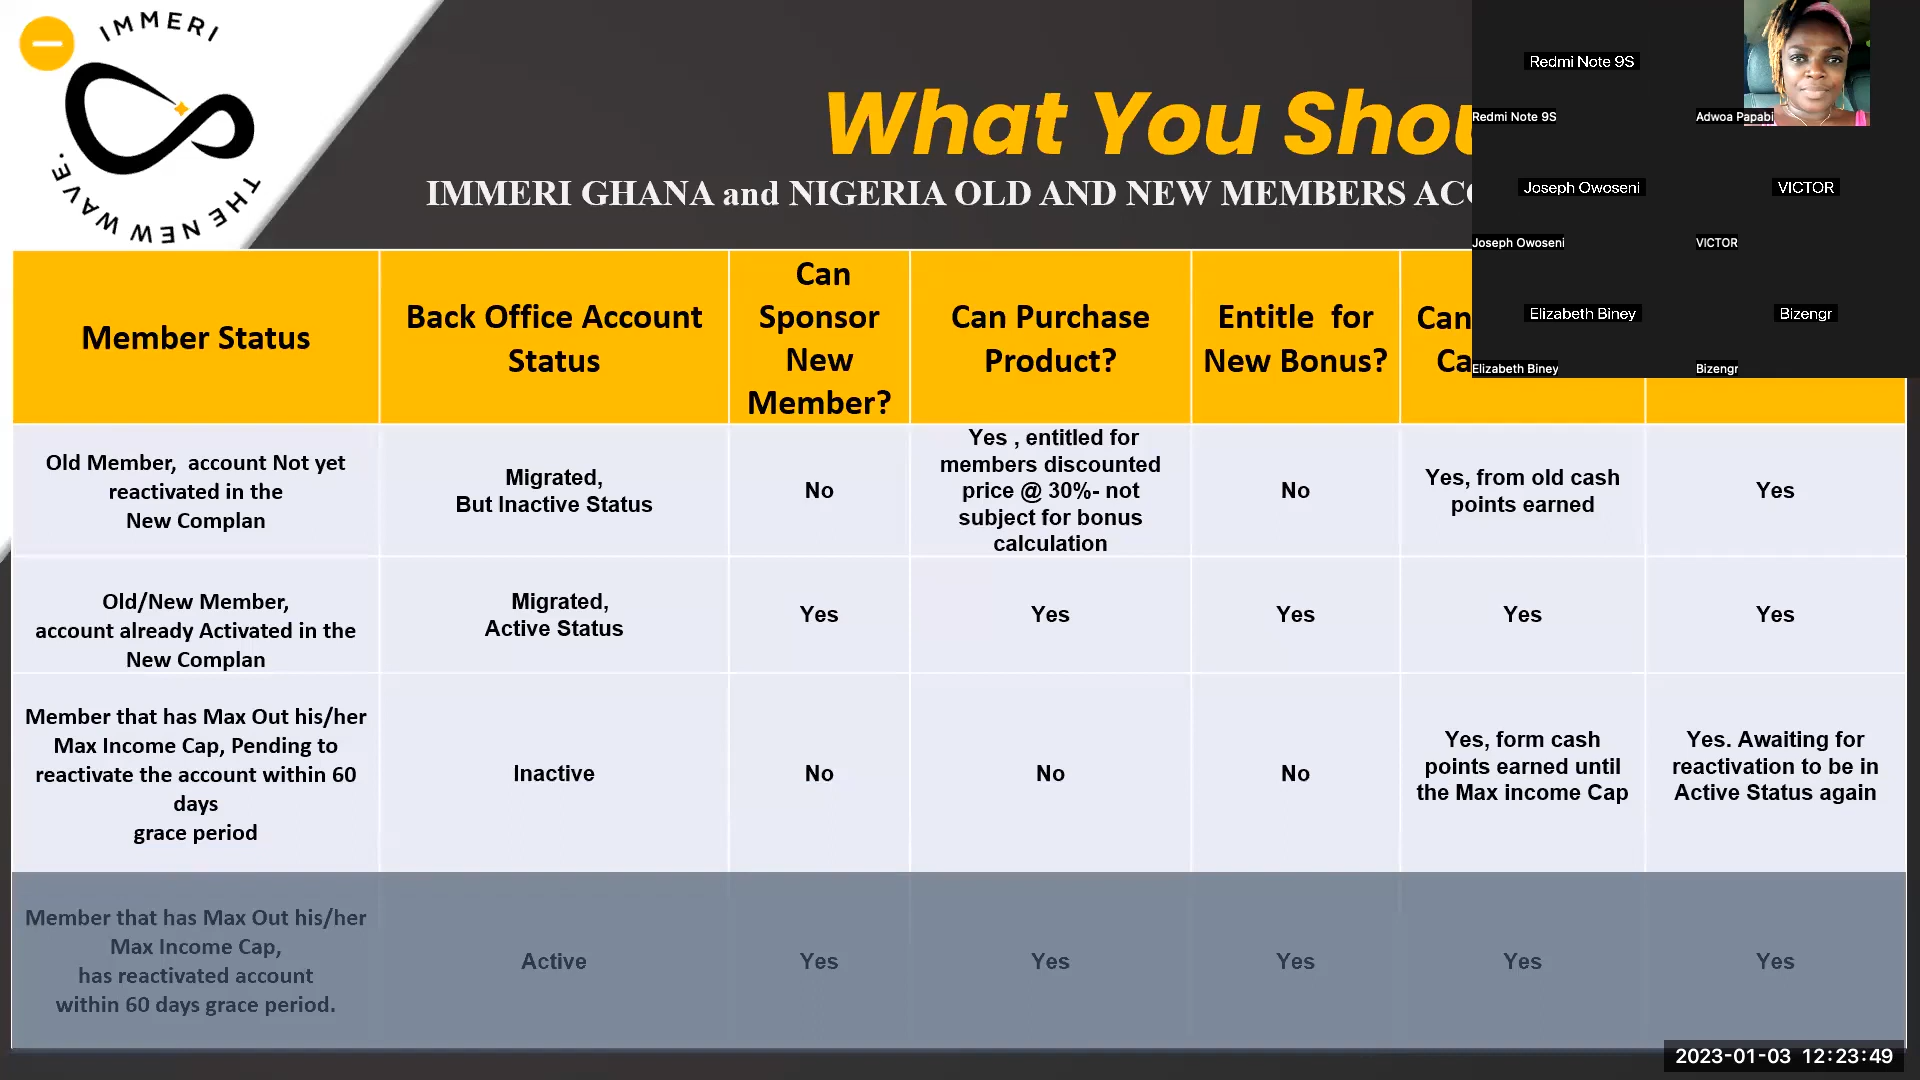 IMMERI
THE NEW WAVE.
What You Shou
IMMERI GHANA and NIGERIA OLD AND NEW MEMBERS ACC
Redmi Note 9S
Redmi Note 9S
Adwoa Papabi
Joseph Owoseni
VICTOR
Joseph Owoseni
VICTOR
Elizabeth Biney
Bizengr
Elizabeth Biney
Bizengr
Member Status
Back Office Account
Status
Can
Sponsor
New
Member?
Can Purchase
Product?
Entitle for
New Bonus?
Can
Ca
Old Member, account Not yet
reactivated in the
New Complan
Migrated,
But Inactive Status
No
Yes , entitled for
members discounted
price @ 30%- not
subject for bonus
calculation
No
Yes, from old cash
points earned
Yes
Old/New Member,
account already Activated in the
New Complan
Migrated,
Active Status
Yes
Yes
Yes
Yes
Yes
Member that has Max Out his/her
Max Income Cap, Pending to
reactivate the account within 60
days
grace period
Inactive
No
No
No
Yes, form cash
points earned until
the Max income Cap
Yes. Awaiting for
reactivation to be in
Active Status again
Member that has Max Out his/her
Max Income Cap,
has reactivated account
within 60 days grace period.
Active
Yes
Yes
Yes
Yes
Yes
2023-01-03 12:23:49